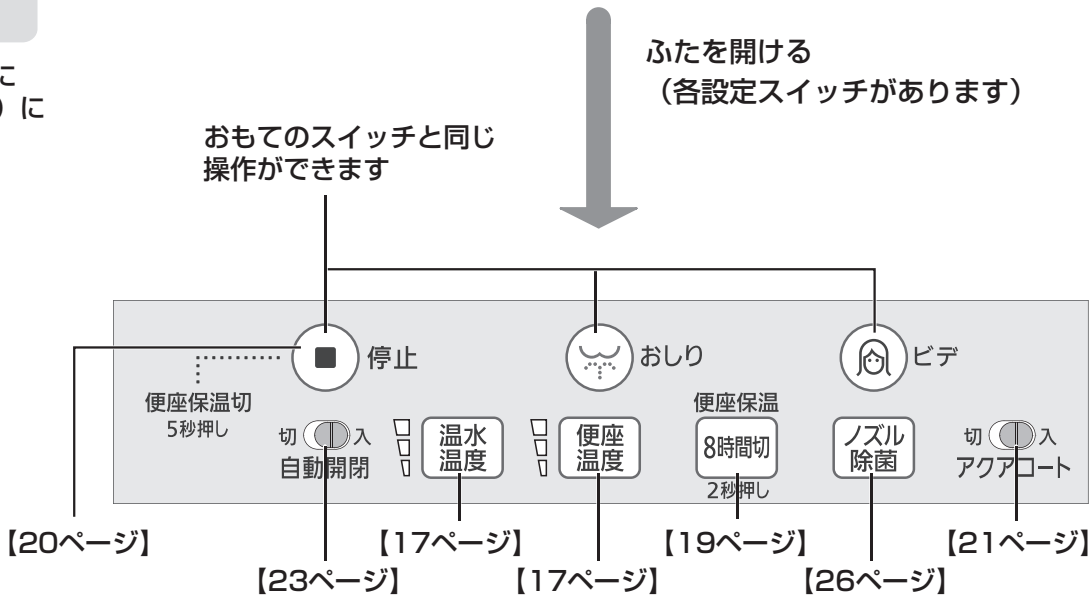 に
）に
ふたを開ける
（各設定スイッチがあります）
おもてのスイッチと同じ
操作ができます
停止
おしり
ビデ
便座保温切
5秒押し
切 入
自動開閉
温水
温度
便座
温度
便座保温
8時間切
2秒押し
ノズル
除菌
切 入
アクアコート
【20ページ】
【17ページ】
【19ページ】
【21ページ】
【23ページ】
【17ページ】
【26ページ】